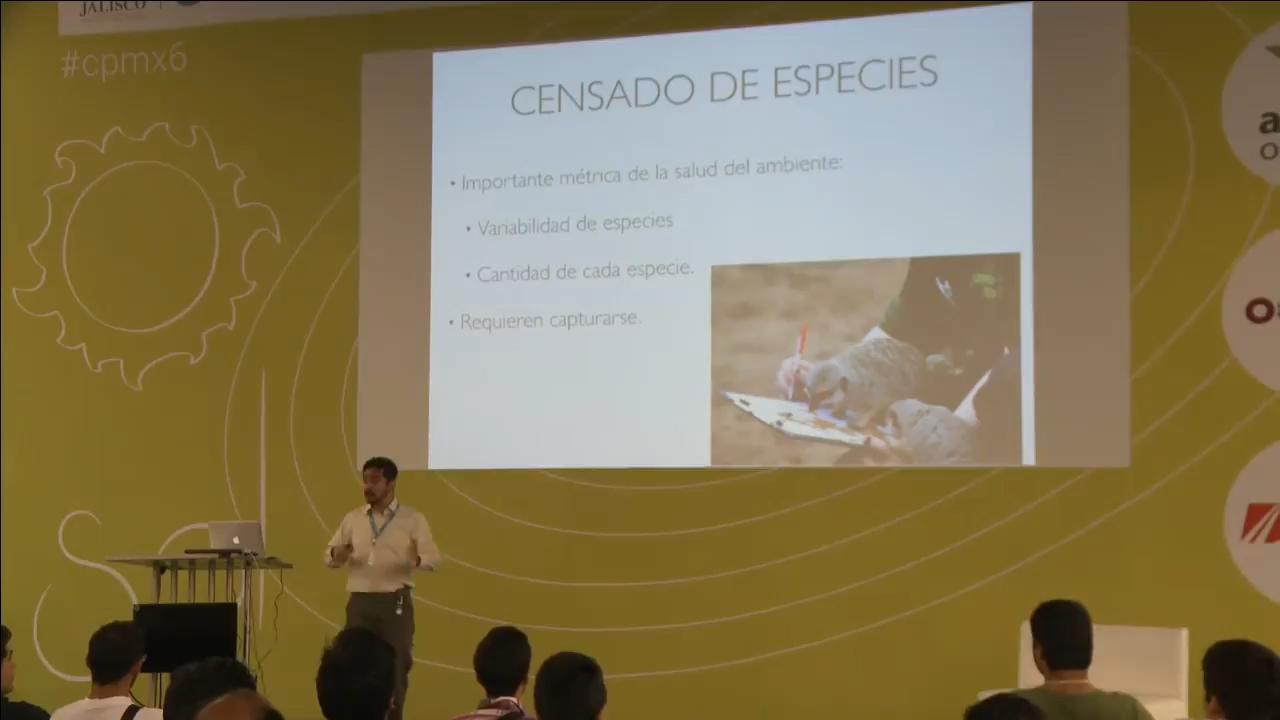 JALISCO
#cpmx6
CENSADO DE ESPECIES
• Importante métrica de la salud del ambiente:
• Variabilidad de especies
• Cantidad de cada especie.
• Requieren capturarse.